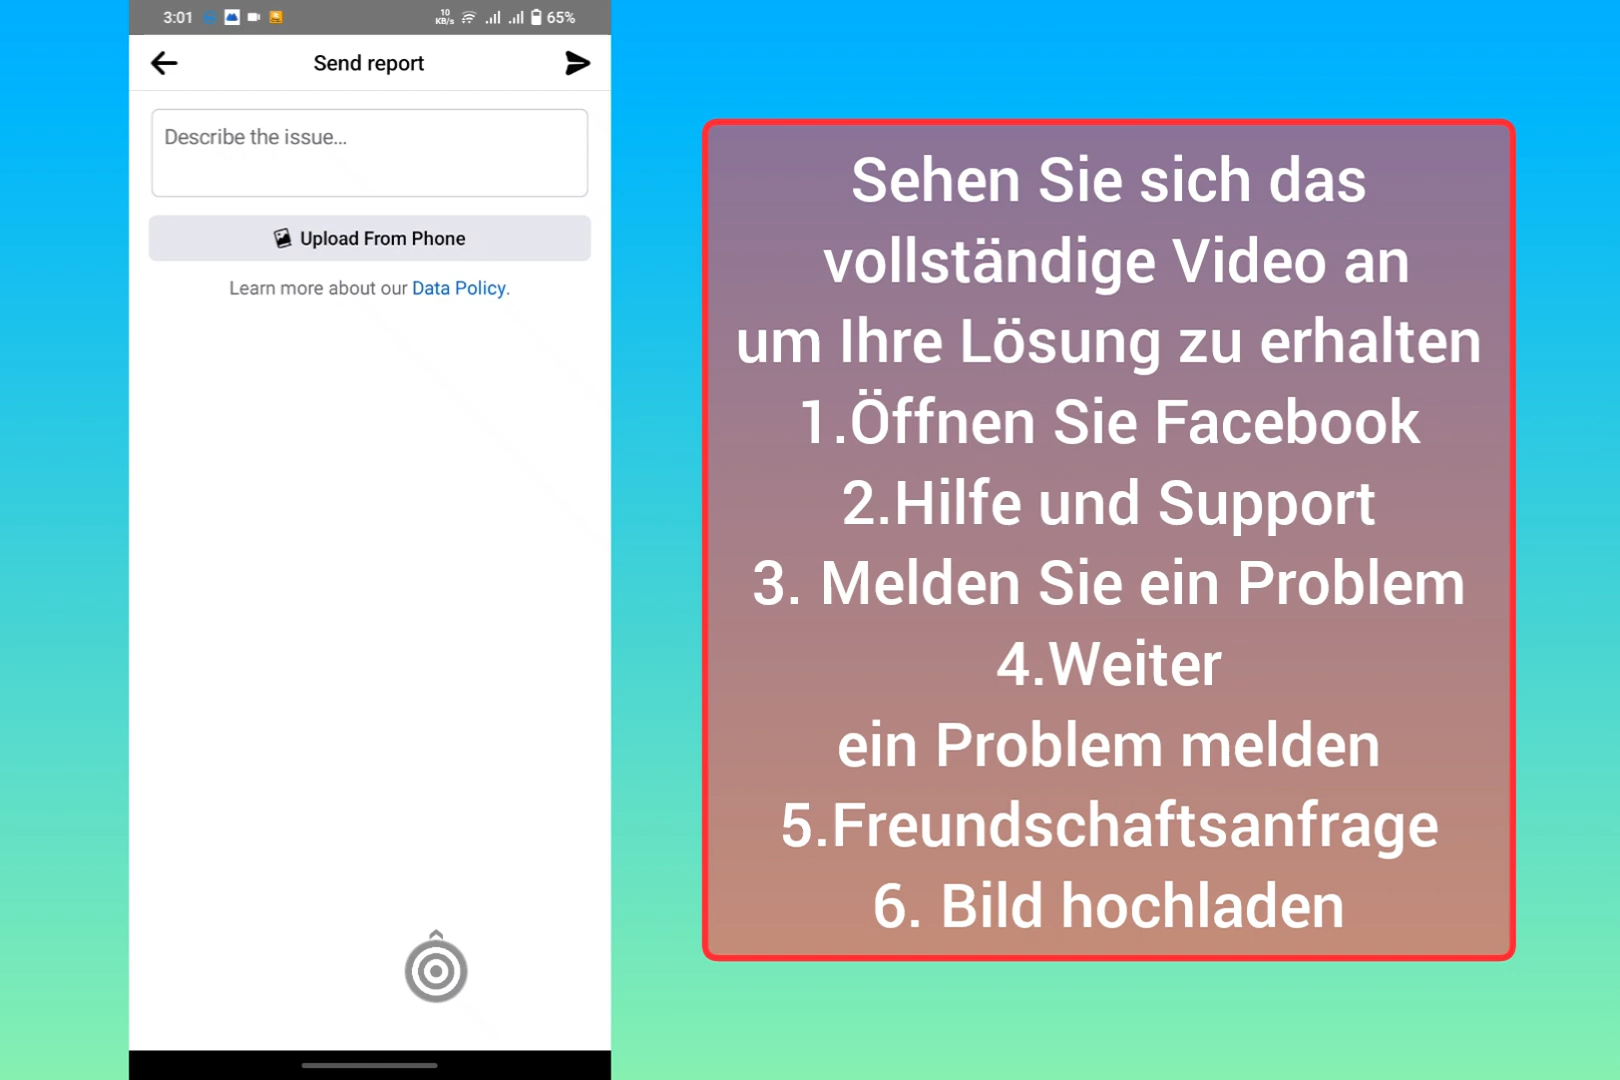 3:01
10
KB/s
65%
Send report
Describe the issue...
Upload From Phone
Learn more about our Data Policy.
Sehen Sie sich das
vollständige Video an
um Ihre Lösung zu erhalten
1.Öffnen Sie Facebook
2.Hilfe und Support
3. Melden Sie ein Problem
4.Weiter
ein Problem melden
5.Freundschaftsanfrage
6. Bild hochladen